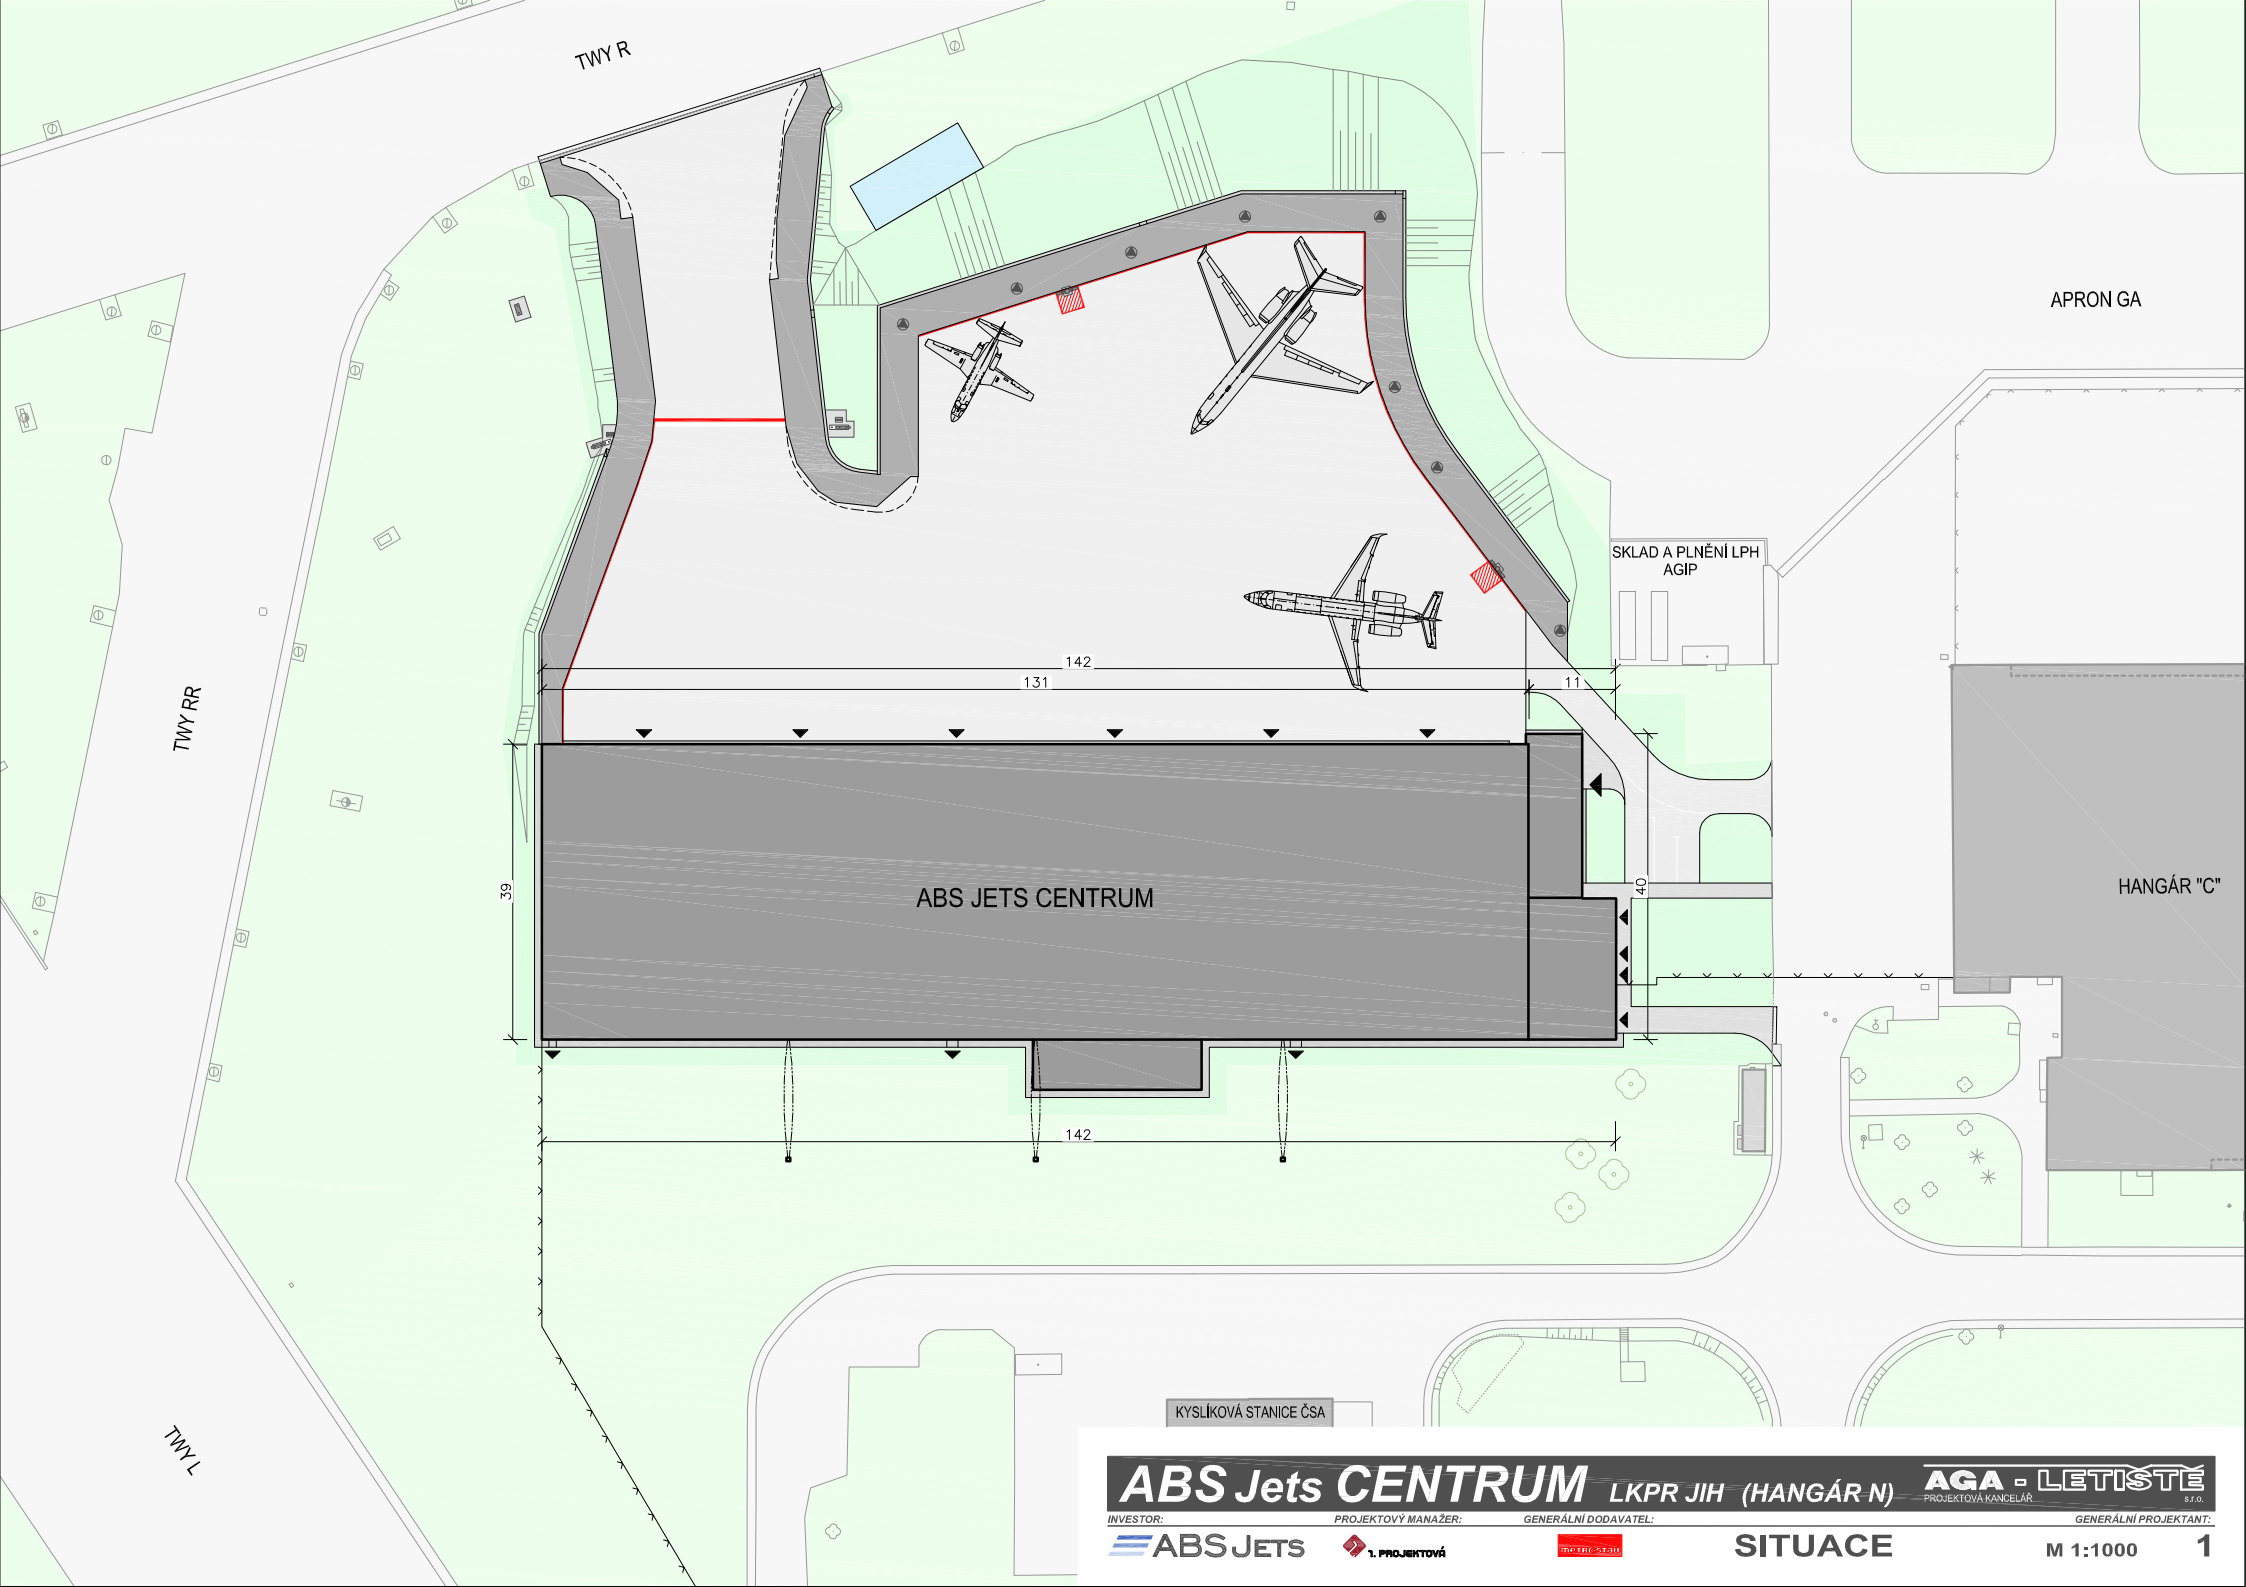 TWY R
APRON GA
SKLAD A PLNĚNÍ LPH
AGIP
142
131
11
TWY RR
39
40
ABS JETS CENTRUM
HANGÁR "C"
142
TWY L
KYSLÍKOVÁ STANICE ČSA
ABS Jets CENTRUM LKPR JIH (HANGÁR N)
AGA - LETIŠTĚ
PROJEKTOVÁ KANCELÁŘ s.r.o.
INVESTOR: PROJEKTOVÝ MANAŽER: GENERÁLNÍ DODAVATEL: GENERÁLNÍ PROJEKTANT:
ABS JETS 1. PROJEKTOVÁ METROSTAV SITUACE M 1:1000 1